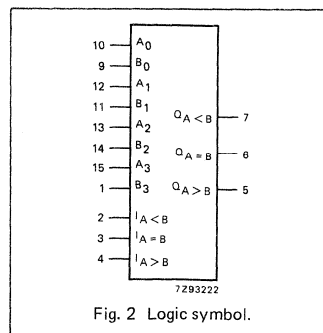 10 A0
9 B0
12 A1
11 B1
13 A2
14 B2
15 A3
1 B3
2 IA < B
3 IA = B
4 IA > B
QA < B 7
QA = B 6
QA > B 5
7Z93222
Fig. 2 Logic symbol.